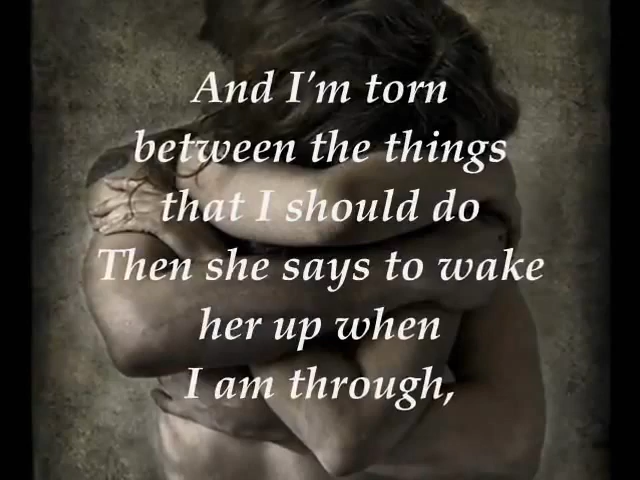 And I'm torn
between the things
that I should do
Then she says to wake
her up when
I am through,